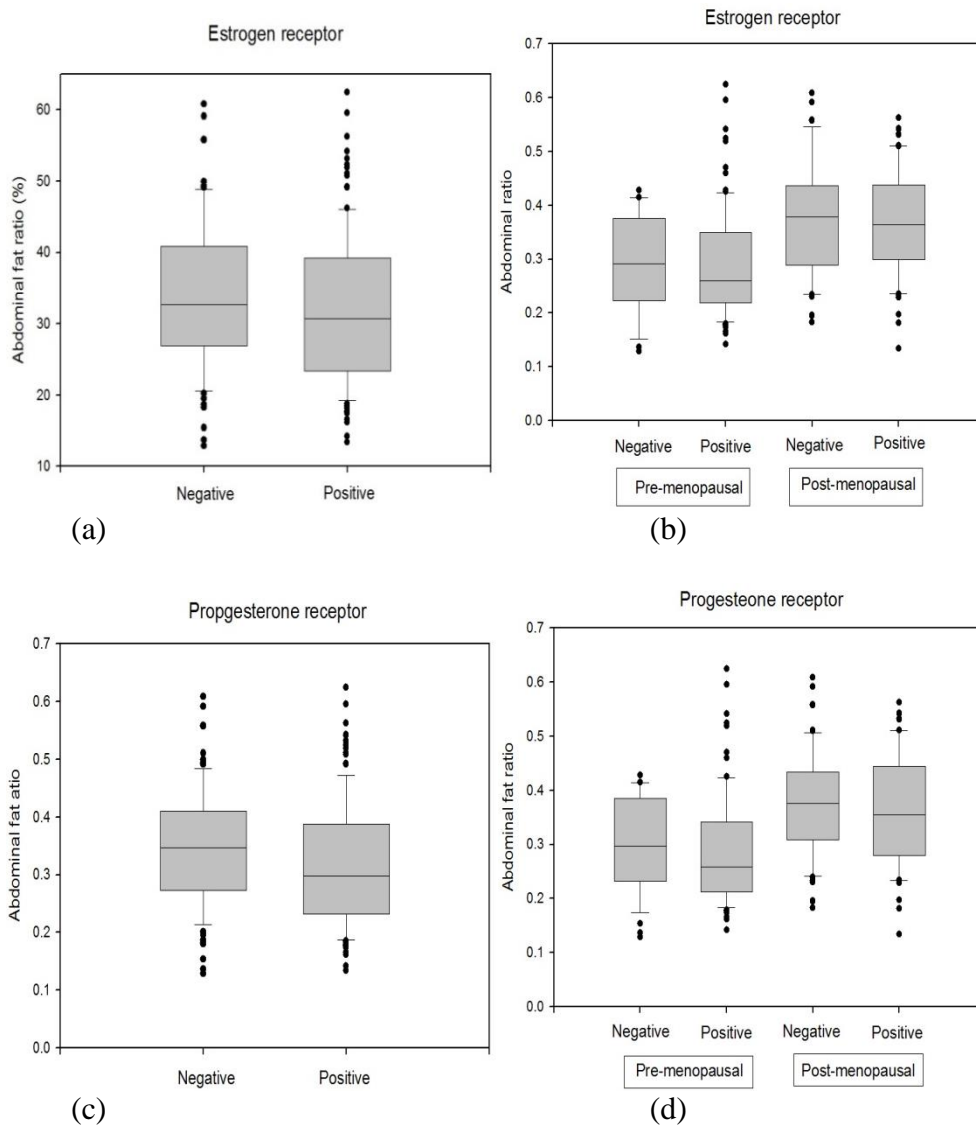 Estrogen receptor
Abdominal fat ratio (%)
60
50
40
30
20
10
Negative Positive
(a)
Estrogen receptor
Abdominal ratio
0.7
0.6
0.5
0.4
0.3
0.2
0.1
0.0
Negative Positive Negative Positive
Pre-menopausal Post-menopausal
(b)
Propgesterone receptor
Abdominal fat atio
0.7
0.6
0.5
0.4
0.3
0.2
0.1
0.0
Negative Positive
(c)
Progesteone receptor
Abdominal fat ratio
0.7
0.6
0.5
0.4
0.3
0.2
0.1
0.0
Negative Positive Negative Positive
Pre-menopausal Post-menopausal
(d)